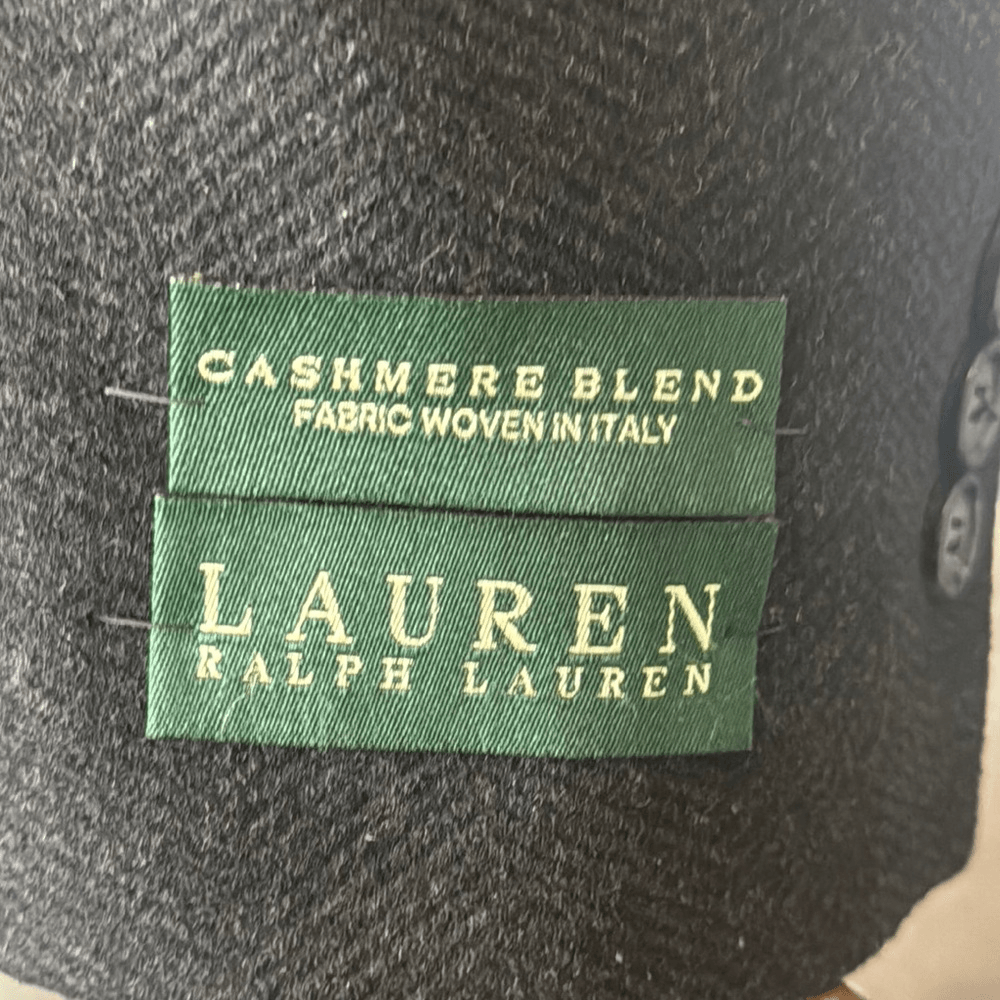 CASHMERE BLEND
FABRIC WOVEN IN ITALY
LAUREN
RALPH LAUREN